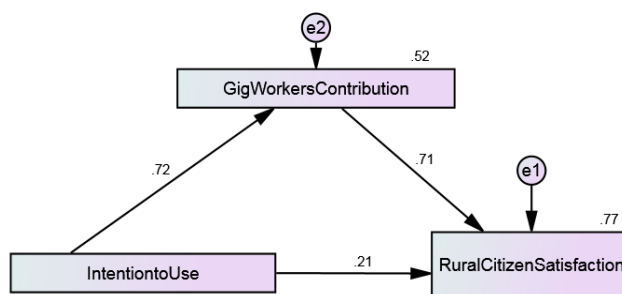 e2
.52
GigWorkersContribution
.72
.71
e1
.77
IntentiontoUse
.21
RuralCitizenSatisfaction